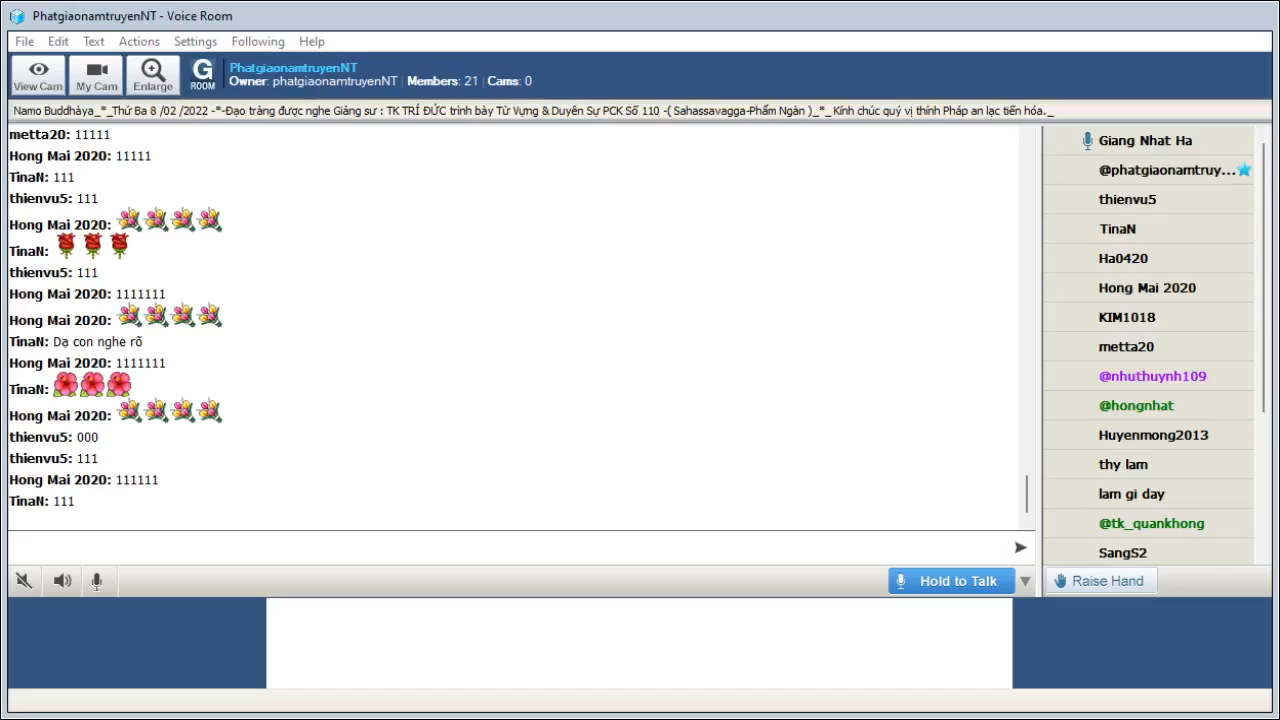 PhatgiaonamtruyenNT - Voice Room
File Edit Text Actions Settings Following Help
View Cam My Cam Enlarge G ROOM
PhatgiaonamtruyenNT
Owner: phatgiaonamtruyenNT Members: 21 Cams: 0
Namo Buddhàya_*_Thứ Ba 8 /02 /2022 -*-Đạo tràng được nghe Giảng sư : TK TRÍ ĐỨC trình bày Từ Vựng & Duyên Sự PCK Số 110 -( Sahassavagga-Phẩm Ngàn )_*_ Kính chúc quý vị thính Pháp an lạc tiến hóa._
metta20: 11111
Hong Mai 2020: 11111
TinaN: 111
thienvu5: 111
Hong Mai 2020:
TinaN:
thienvu5: 111
Hong Mai 2020: 1111111
Hong Mai 2020:
TinaN: Dạ con nghe rõ
Hong Mai 2020: 1111111
TinaN:
Hong Mai 2020:
thienvu5: 000
thienvu5: 111
Hong Mai 2020: 111111
TinaN: 111
Giang Nhat Ha
@phatgiaonamtruy...
thienvu5
TinaN
Ha0420
Hong Mai 2020
KIM1018
metta20
@nhuthuynh109
@hongnhat
Huyenmong2013
thy lam
lam gi day
@tk_quankhong
SangS2
Hold to Talk
Raise Hand